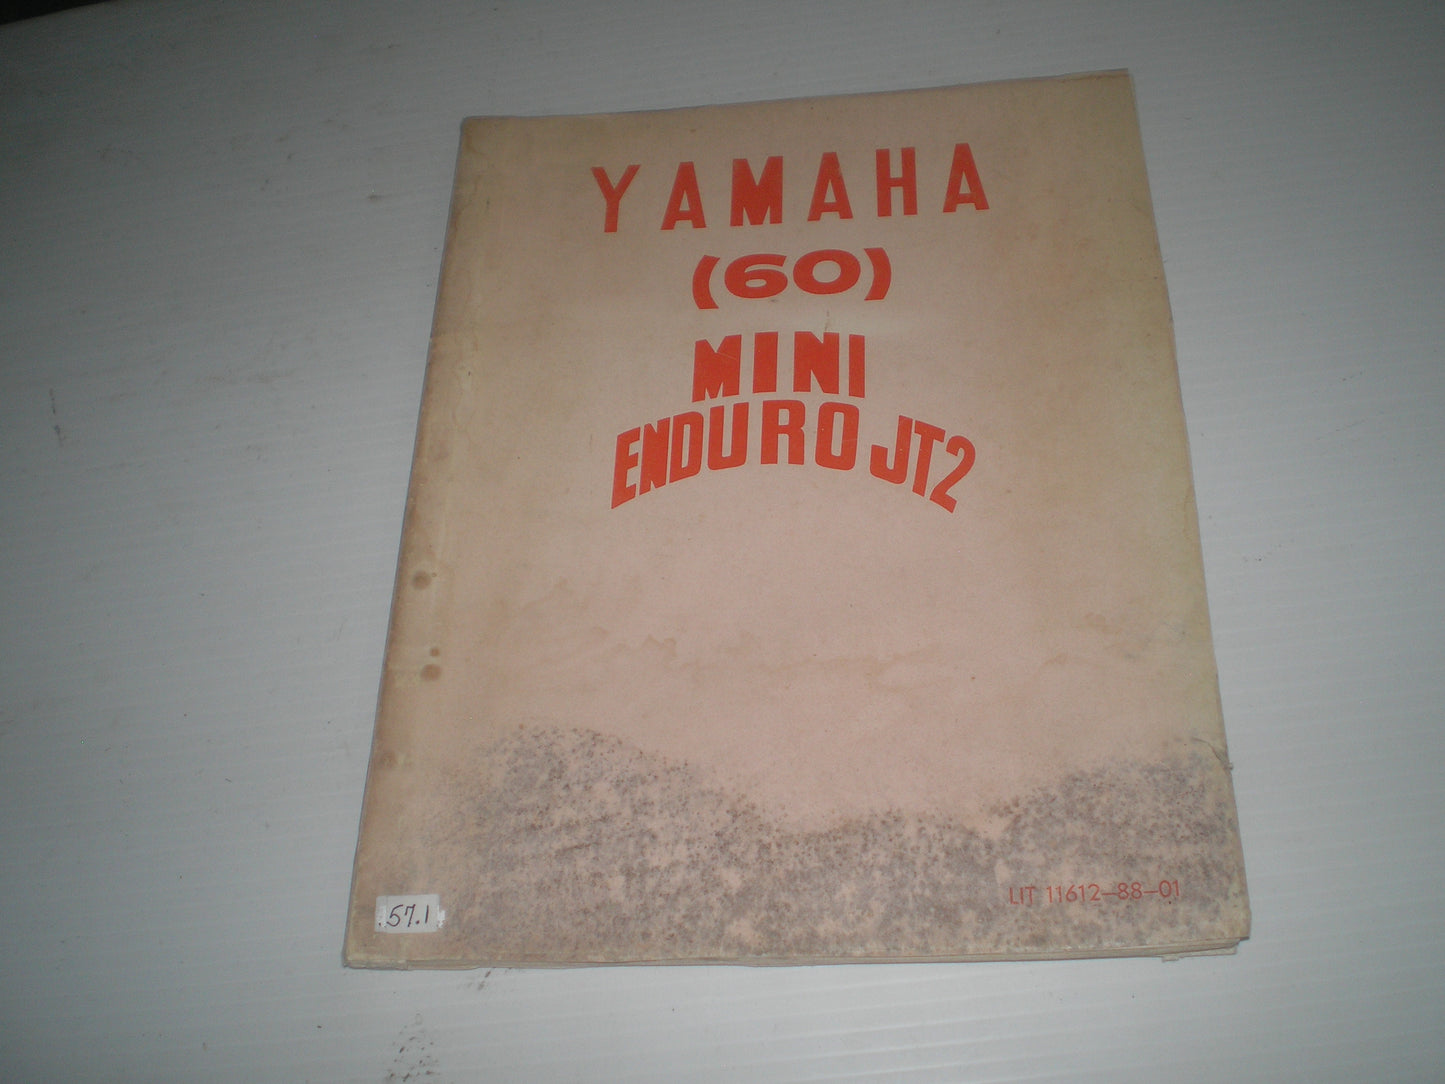 YAMAHA
(60)
MINI
ENDURO JT2
LIT 11612-88-01
57.1